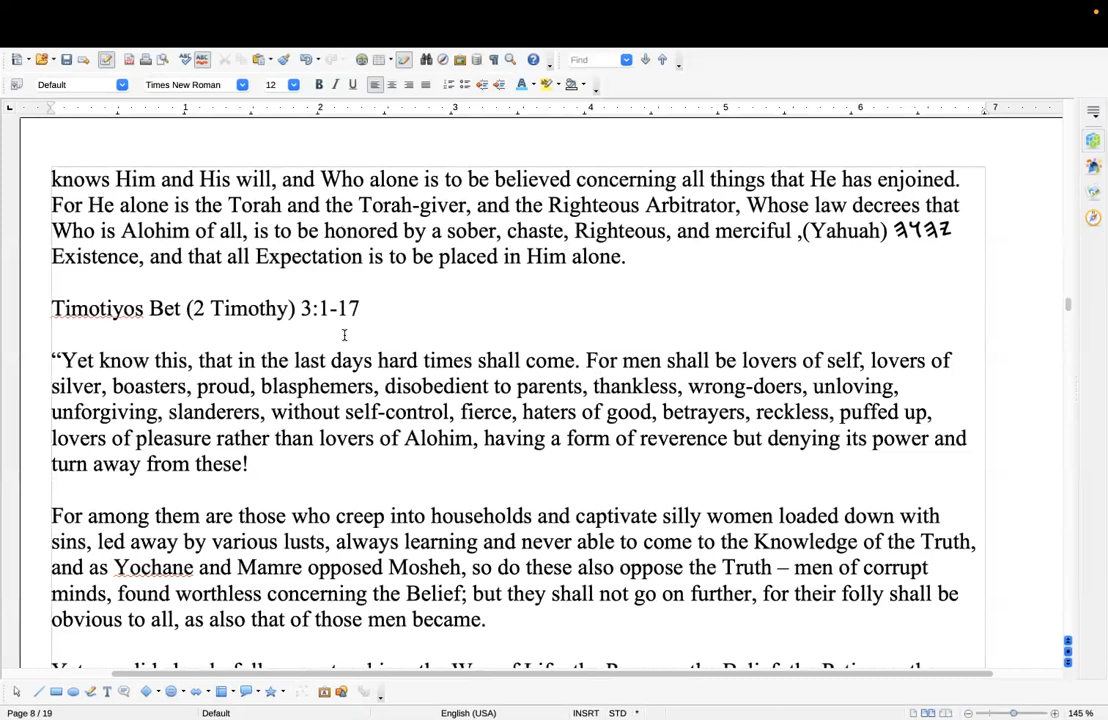 Find
Default
Times New Roman
12
1 2 3 4 5 6 7
knows Him and His will, and Who alone is to be believed concerning all things that He has enjoined.
For He alone is the Torah and the Torah-giver, and the Righteous Arbitrator, Whose law decrees that
Who is Alohim of all, is to be honored by a sober, chaste, Righteous, and merciful ,(Yahuah)
Existence, and that all Expectation is to be placed in Him alone.
Timotiyos Bet (2 Timothy) 3:1-17
“Yet know this, that in the last days hard times shall come. For men shall be lovers of self, lovers of
silver, boasters, proud, blasphemers, disobedient to parents, thankless, wrong-doers, unloving,
unforgiving, slanderers, without self-control, fierce, haters of good, betrayers, reckless, puffed up,
lovers of pleasure rather than lovers of Alohim, having a form of reverence but denying its power and
turn away from these!
For among them are those who creep into households and captivate silly women loaded down with
sins, led away by various lusts, always learning and never able to come to the Knowledge of the Truth,
and as Yochane and Mamre opposed Mosheh, so do these also oppose the Truth – men of corrupt
minds, found worthless concerning the Belief; but they shall not go on further, for their folly shall be
obvious to all, as also that of those men became.
Page 8 / 19
Default
English (USA)
INSRT
STD
*
145 %